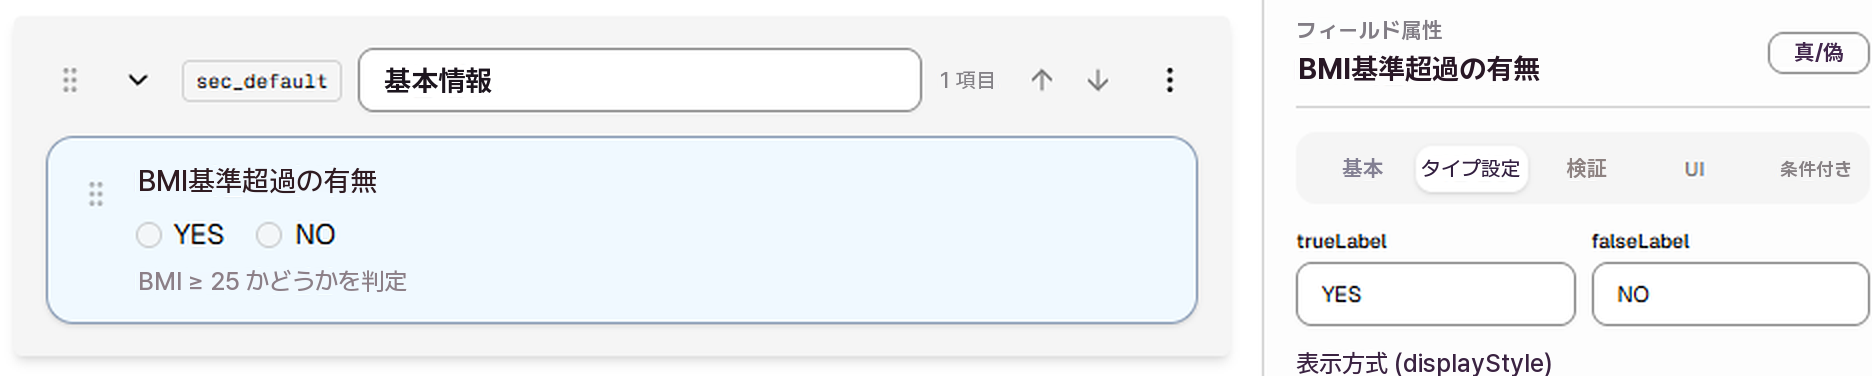 sec_default 基本情報 1 項目
BMI基準超過の有無
YES NO
BMI ≥ 25 かどうかを判定
フィールド属性
BMI基準超過の有無 真/偽
基本 タイプ設定 検証 UI 条件付き
trueLabel falseLabel
YES NO
表示方式 (displayStyle)